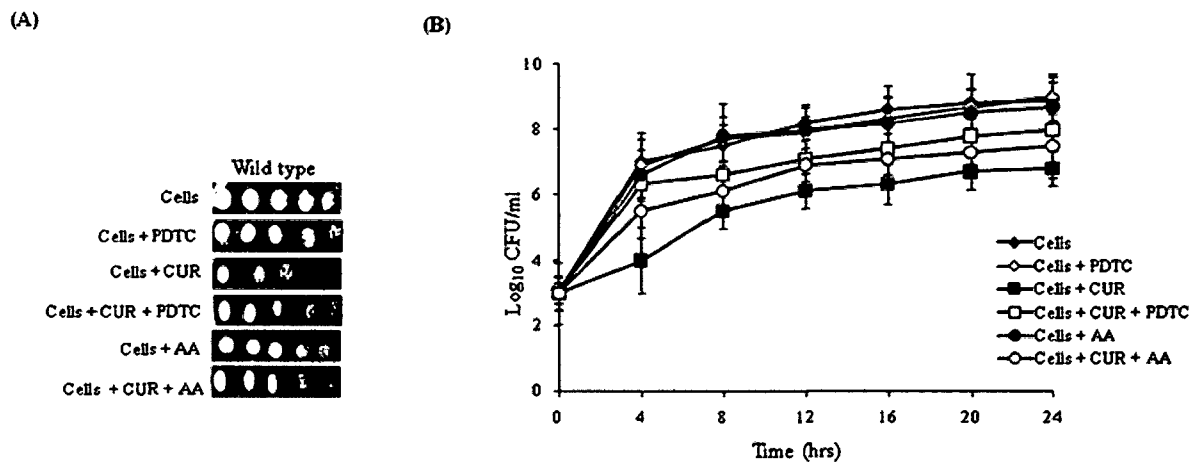 (A)
Wild type
Cells
Cells + PDTC
Cells + CUR
Cells + CUR + PDTC
Cells + AA
Cells + CUR + AA
(B)
Log10 CFU/ml
10
8
6
4
2
0
0 4 8 12 16 20 24
Time (hrs)
Cells
Cells + PDTC
Cells + CUR
Cells + CUR + PDTC
Cells + AA
Cells + CUR + AA